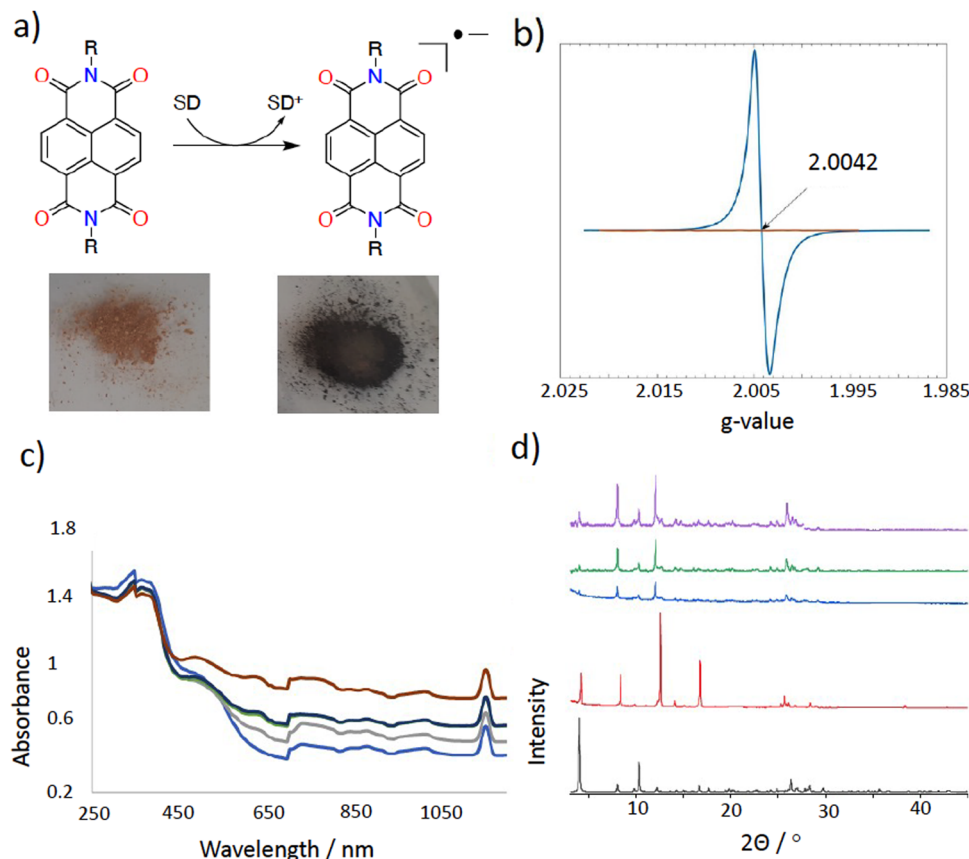 a)
R
R
O
N
O
O
N
O
SD
SD+
O
N
O
O
N
O
• —
R
R
b)
2.0042
2.025
2.015
2.005
1.995
1.985
g-value
c)
1.8
1.4
1
0.6
0.2
Absorbance
250
450
650
850
1050
Wavelength / nm
d)
Intensity
10
20
30
40
2Θ / °